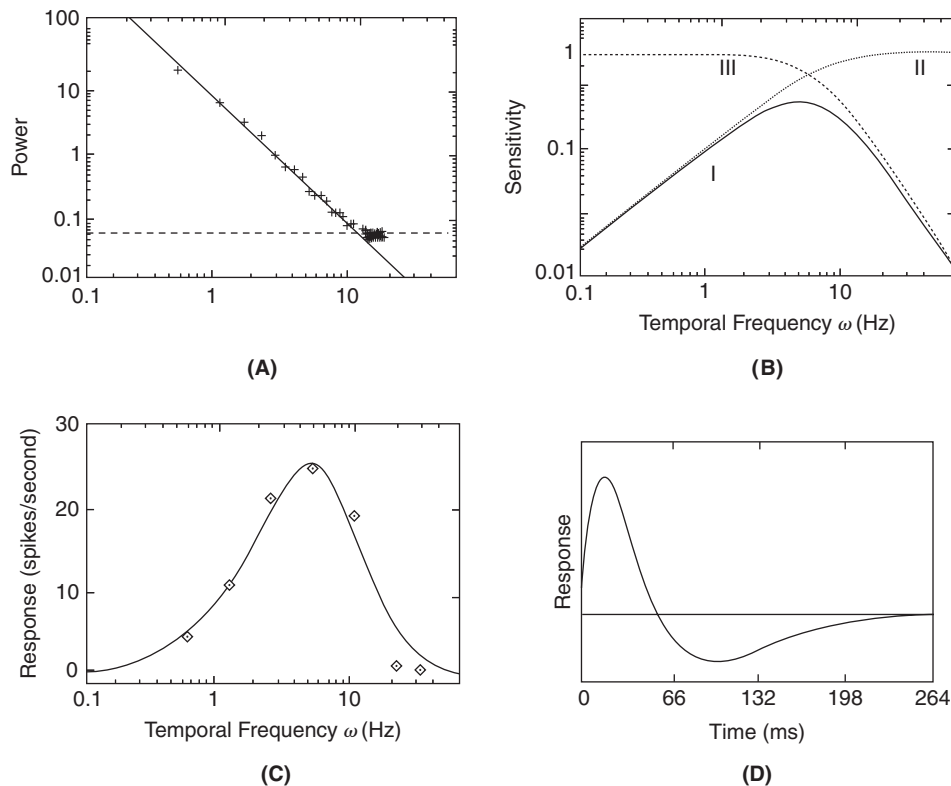 100
10
1
0.1
0.01
Power
0.1 1 10
(A)
1
0.1
1
0.01
Sensitivity
III
II
I
0.1 1 10
Temporal Frequency ω (Hz)
(B)
30
20
10
0
Response (spikes/second)
0.1 1 10
Temporal Frequency ω (Hz)
(C)
Response
0 66 132 198 264
Time (ms)
(D)